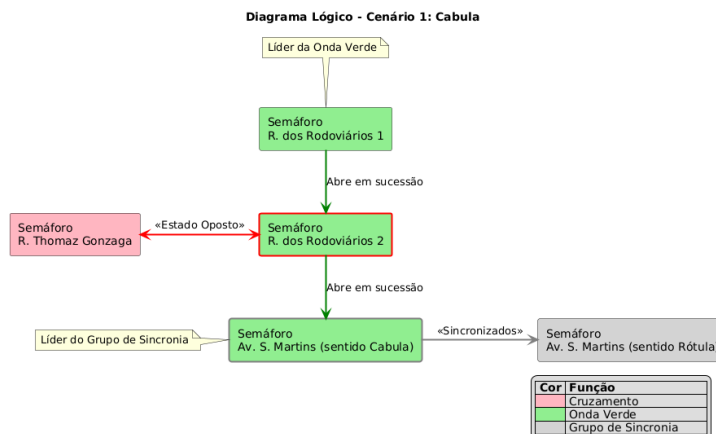 Diagrama Lógico - Cenário 1: Cabula
Líder da Onda Verde
Semáforo
R. dos Rodoviários 1
Abre em sucessão
Semáforo
R. Thomaz Gonzaga
«Estado Oposto»
Semáforo
R. dos Rodoviários 2
Abre em sucessão
Líder do Grupo de Sincronia
Semáforo
Av. S. Martins (sentido Cabula)
«Sincronizados»
Semáforo
Av. S. Martins (sentido Rótula
Cor Função
Cruzamento
Onda Verde
Grupo de Sincronia